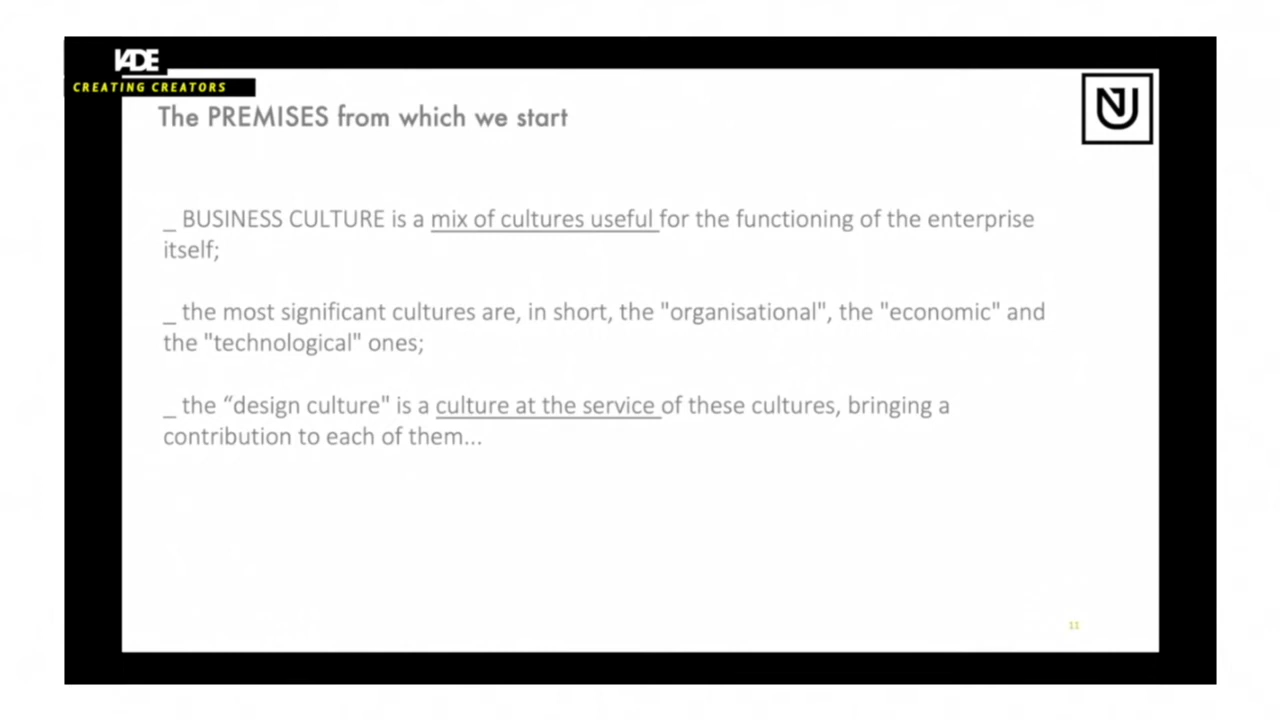 IADE
CREATING CREATORS
The PREMISES from which we start
_ BUSINESS CULTURE is a mix of cultures useful for the functioning of the enterprise
itself;
_ the most significant cultures are, in short, the "organisational", the "economic" and
the "technological" ones;
_ the “design culture" is a culture at the service of these cultures, bringing a
contribution to each of them...
11